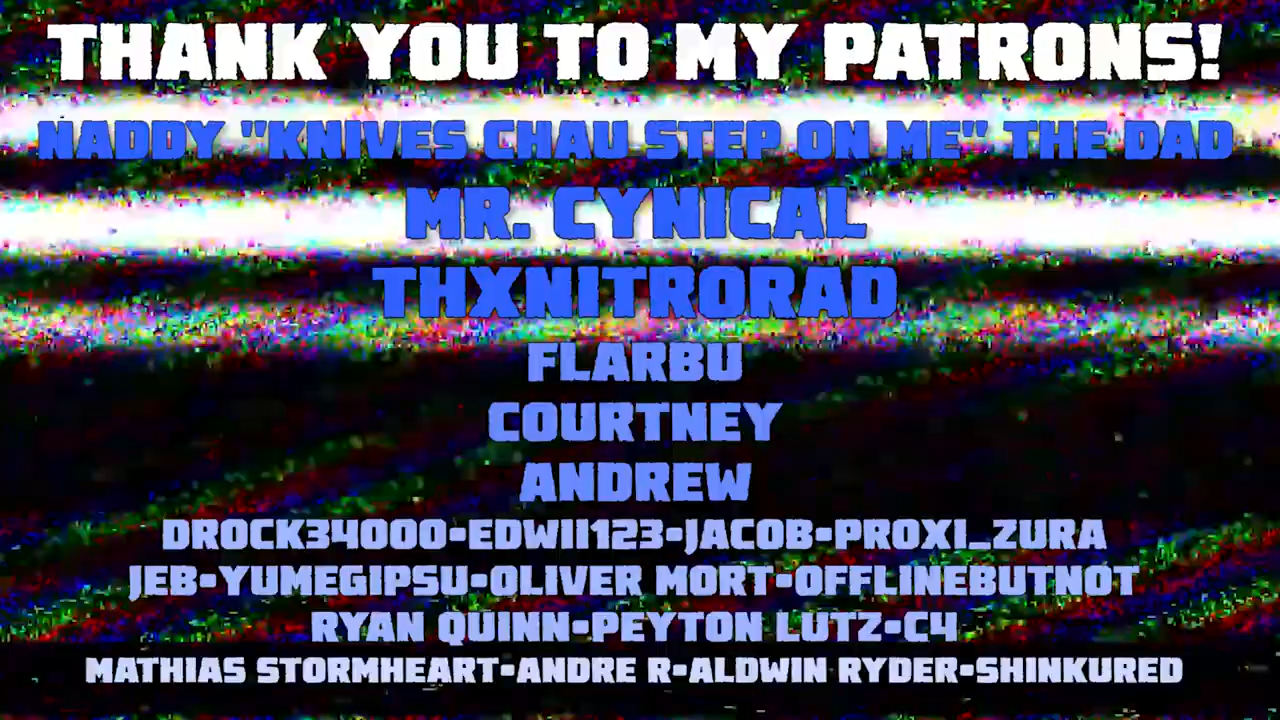 THANK YOU TO MY PATRONS!
NADDY "KNIVES CHAU STEP ON ME" THE DAD
MR. CYNICAL
THXNITRORAD
FLARBU
COURTNEY
ANDREW
DROCK34000•EDWII123•JACOB•PROXI_ZURA
JEB•YUMEGIPSU•OLIVER MORT•OFFLINEBUTNOT
RYAN QUINN•PEYTON LUTZ•C4
MATHIAS STORMHEART•ANDRE R•ALDWIN RYDER•SHINKURED